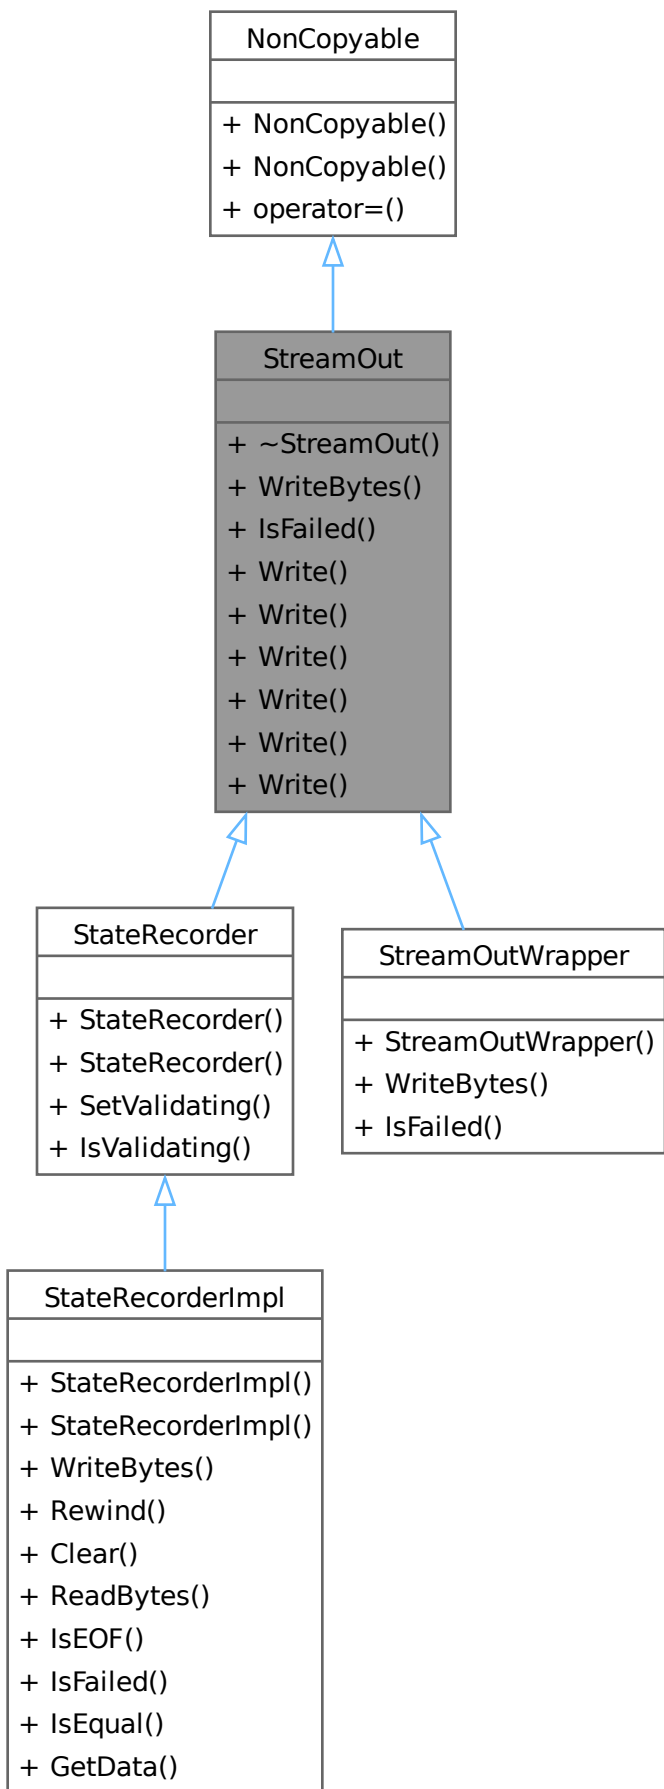 NonCopyable
+ NonCopyable()
+ NonCopyable()
+ operator=()
StreamOut
+ ~StreamOut()
+ WriteBytes()
+ IsFailed()
+ Write()
+ Write()
+ Write()
+ Write()
+ Write()
+ Write()
StateRecorder
+ StateRecorder()
+ StateRecorder()
+ SetValidating()
+ IsValidating()
StreamOutWrapper
+ StreamOutWrapper()
+ WriteBytes()
+ IsFailed()
StateRecorderImpl
+ StateRecorderImpl()
+ StateRecorderImpl()
+ WriteBytes()
+ Rewind()
+ Clear()
+ ReadBytes()
+ IsEOF()
+ IsFailed()
+ IsEqual()
+ GetData()